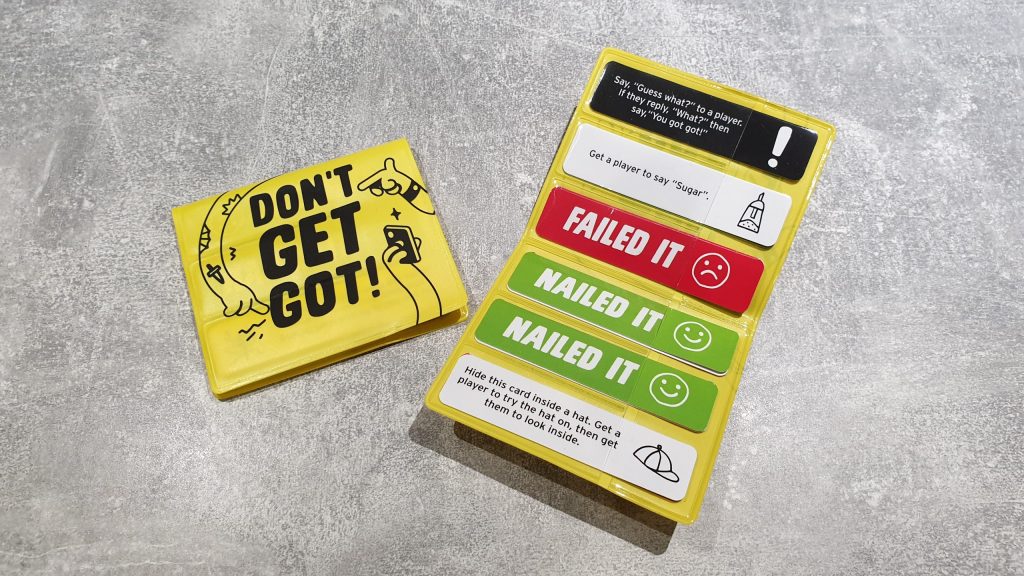 DON'T
GET
GOT!
Say, "Guess what?" to a player.
If they reply, "What?" then
say, "You got got!"
!
Get a player to say "Sugar".
FAILED IT
NAILED IT
NAILED IT
Hide this card inside a hat. Get a
player to try the hat on, then get
them to look inside.